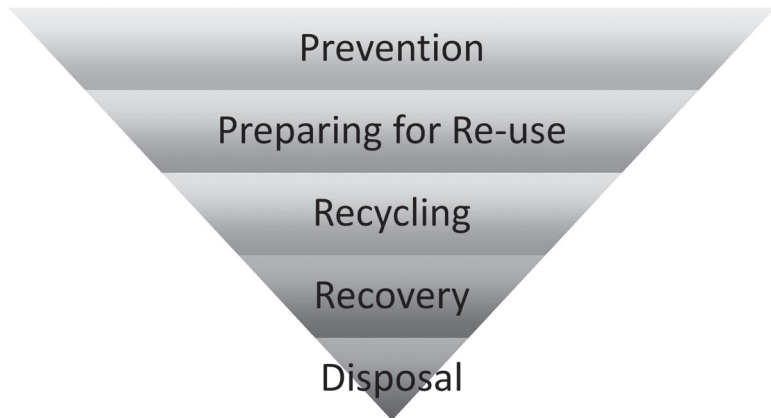 Prevention
Preparing for Re-use
Recycling
Recovery
Disposal